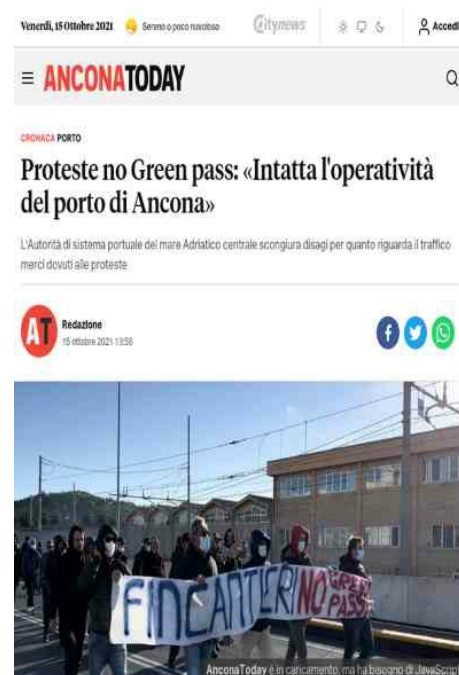 Venerdì, 15 Ottobre 2021 Sereno o poco nuvoloso Citynews Accedi
ANCONATODAY
CRONACA PORTO
Proteste no Green pass: «Intatta l'operatività
del porto di Ancona»
L'Autorità di sistema portuale del mare Adriatico centrale scongiura disagi per quanto riguarda il traffico
merci dovuti alle proteste
AT
Redazione
15 ottobre 2021 13:56
FINCANTIERI NO GREEN
PASS
AnconaToday è in caricamento, ma ha bisogno di JavaScript